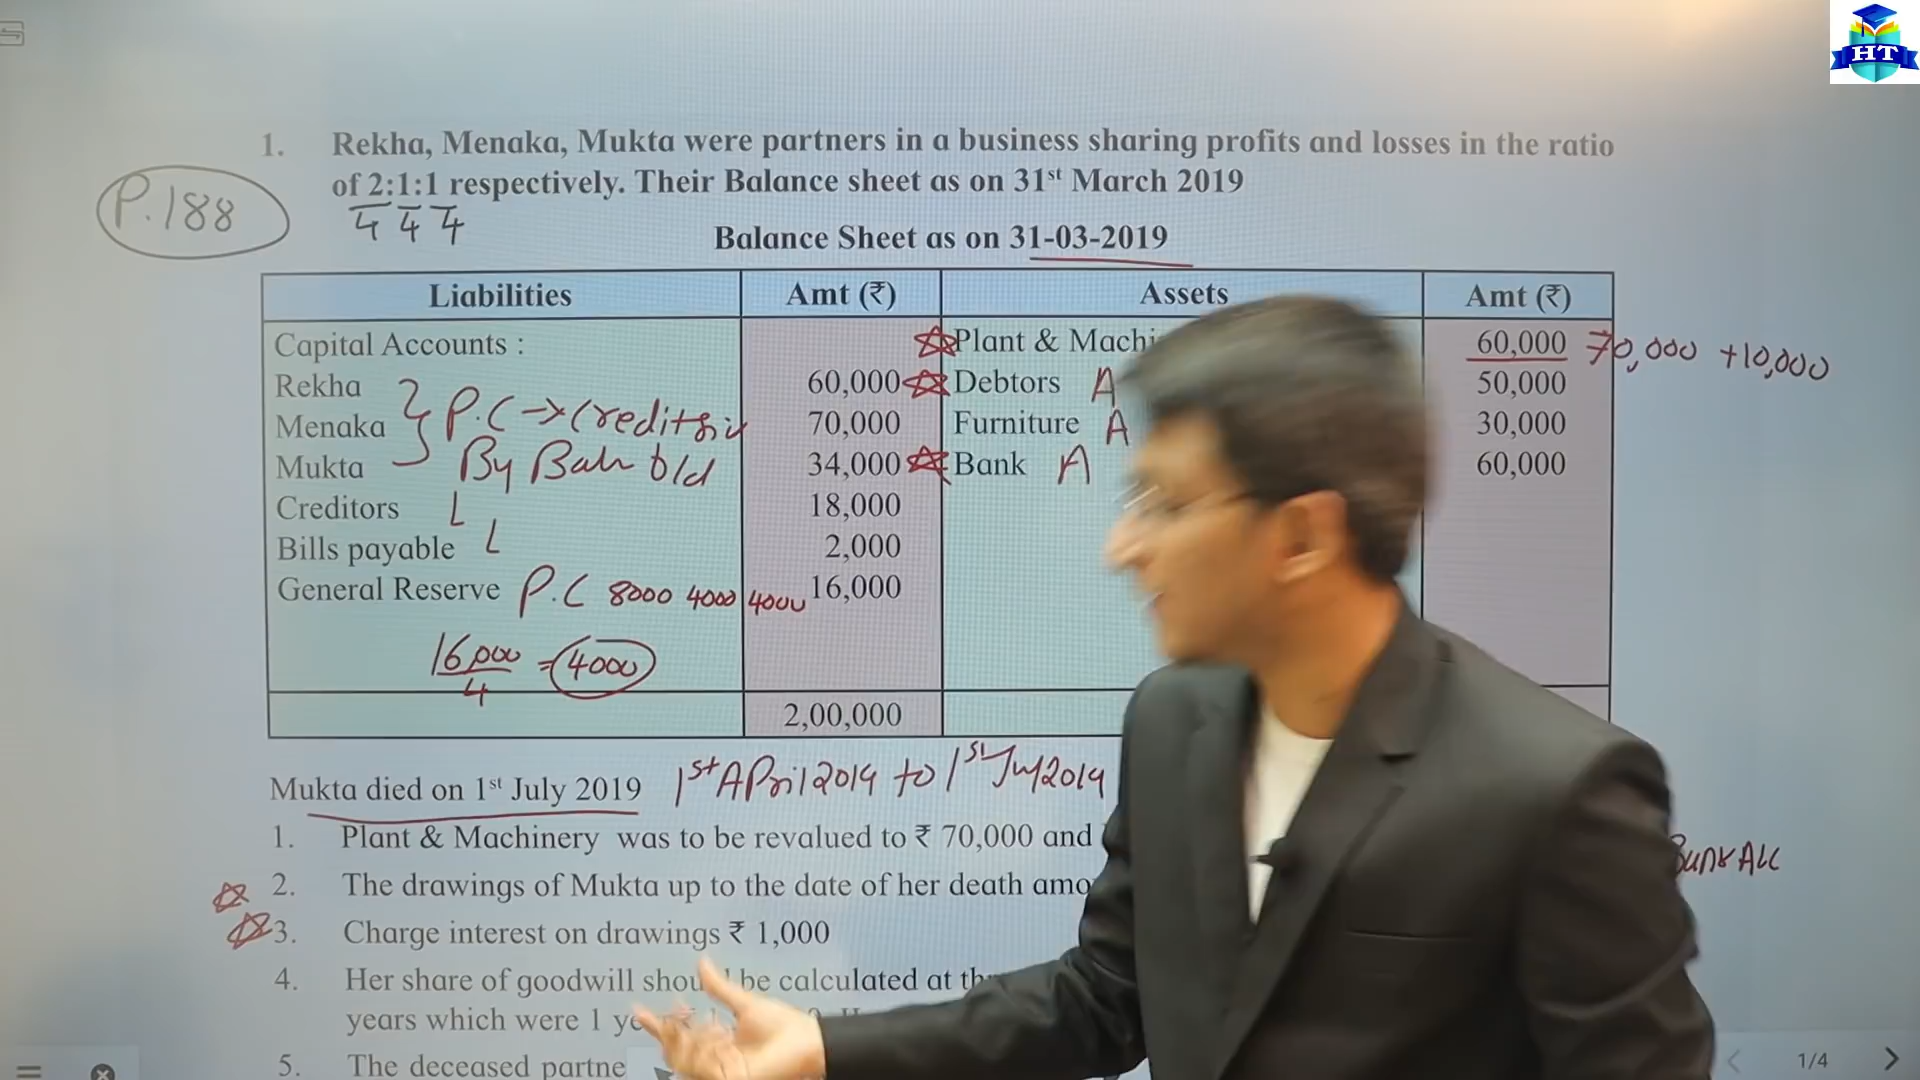 HT
1. Rekha, Menaka, Mukta were partners in a business sharing profits and losses in the ratio
of 2:1:1 respectively. Their Balance sheet as on 31st March 2019
P.188
4 4 4
Balance Sheet as on 31-03-2019
Liabilities Amt (₹) Assets Amt (₹)
Capital Accounts : Plant & Machi 60,000 70,000 +10,000
Rekha 60,000 Debtors A 50,000
Menaka P.C → Credit 70,000 Furniture A 30,000
Mukta By Bal b/d 34,000 Bank A 60,000
Creditors L 18,000
Bills payable L 2,000
General Reserve P.C 8000 4000 4000 16,000
16000/4 = 4000
2,00,000
Mukta died on 1st July 2019 1st April 2019 to 1st July 2019
1. Plant & Machinery was to be revalued to ₹ 70,000 and
2. The drawings of Mukta up to the date of her death amo
3. Charge interest on drawings ₹ 1,000
4. Her share of goodwill shou be calculated at th
years which were 1 ye
5. The deceased partne
1/4